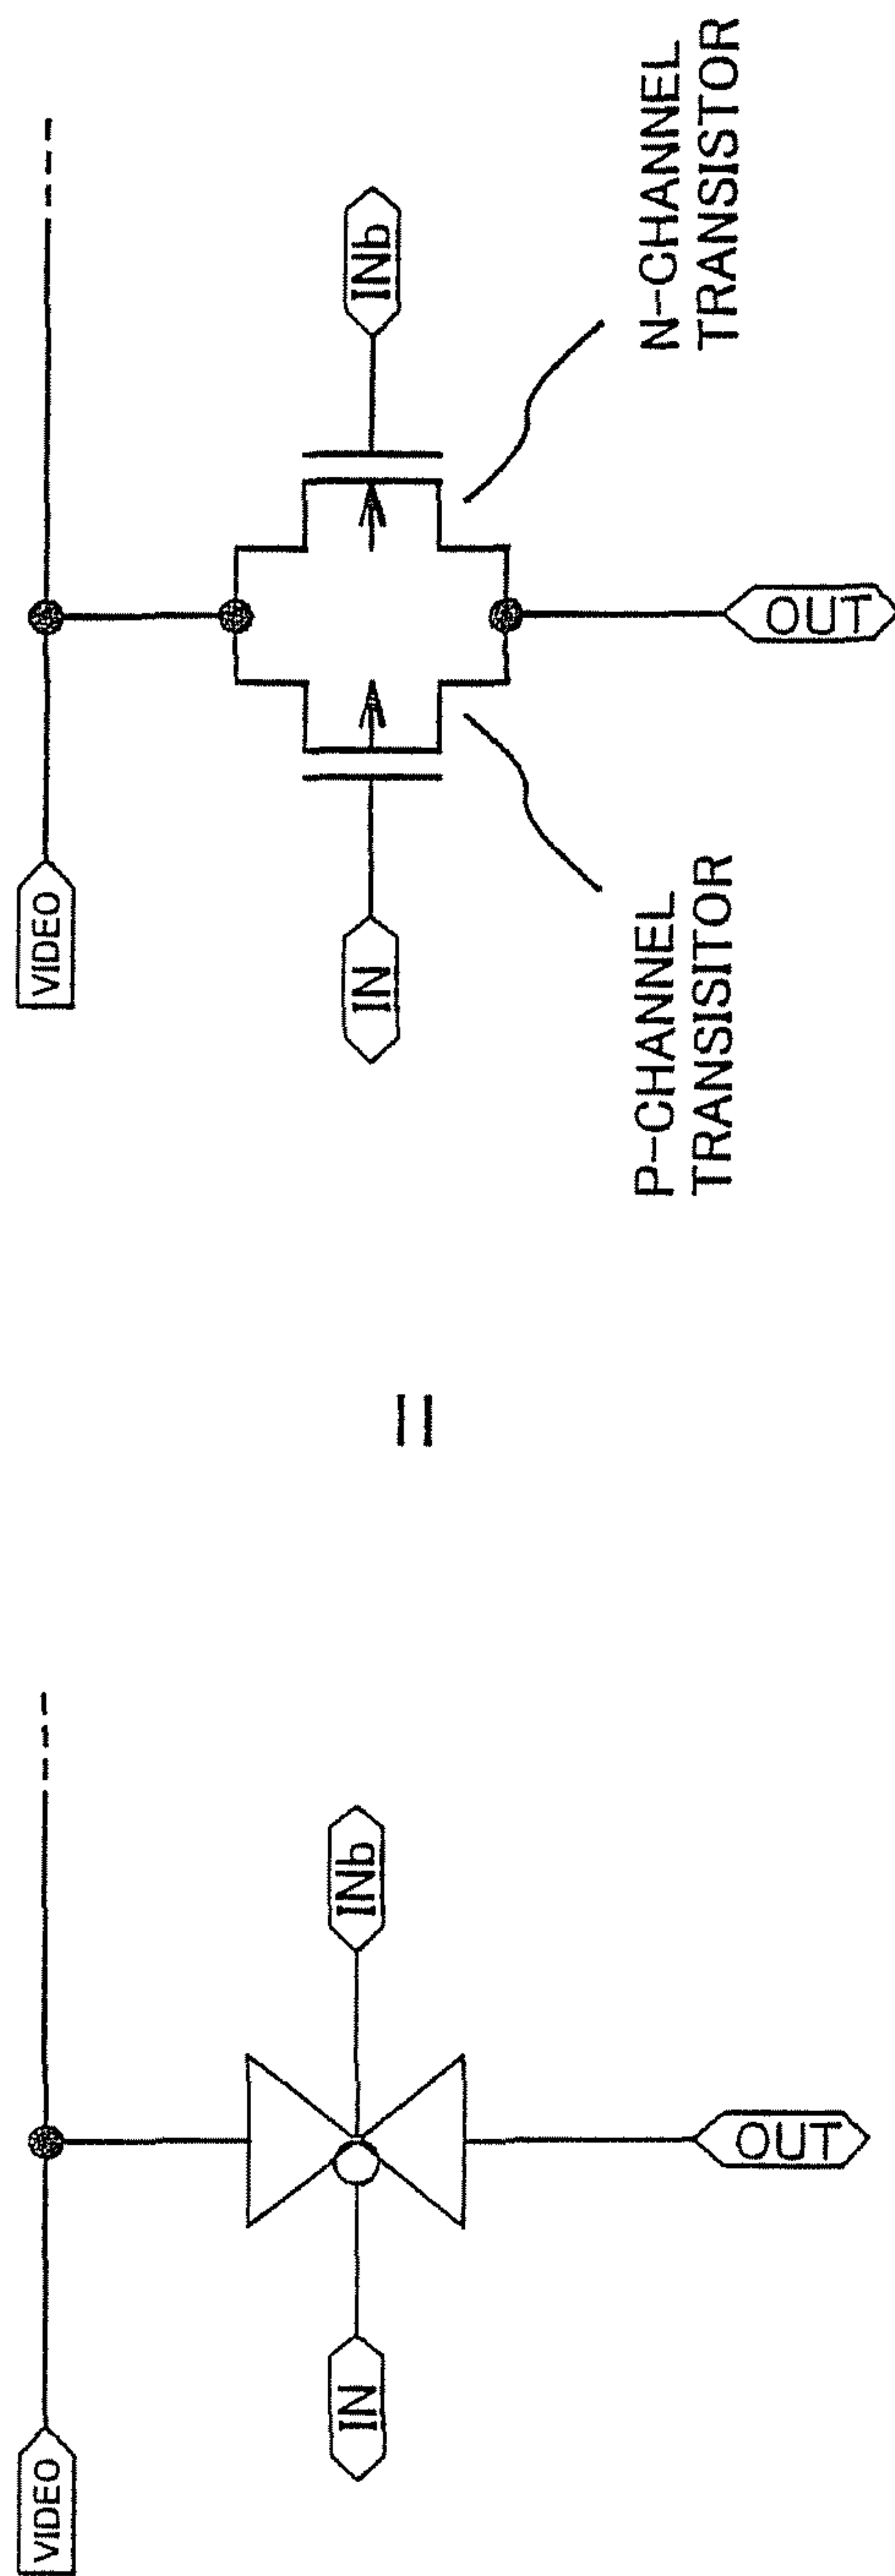 VIDEO
IN
INb
OUT
=
VIDEO
IN
INb
OUT
P-CHANNEL
TRANSISITOR
N-CHANNEL
TRANSISTOR